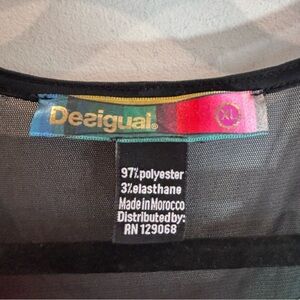 Desigual.
XL
97% polyester
3% elasthane
Made in Morocco
Distributed by:
RN 129068